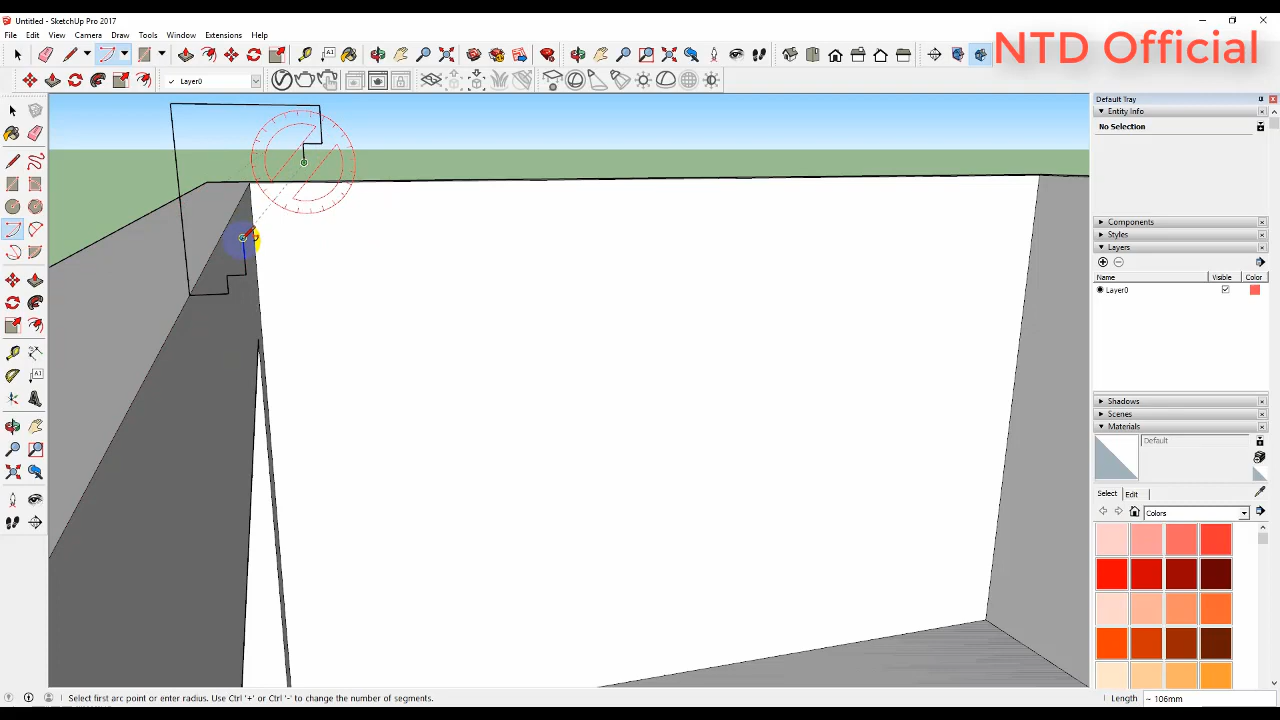 Untitled - SketchUp Pro 2017
File Edit View Camera Draw Tools Window Extensions Help
NTD Official
Layer0
Default Tray
Entity Info
No Selection
Components
Styles
Layers
Name Visible Color
Layer0
Shadows
Scenes
Materials
Default
Select Edit
Colors
Select first arc point or enter radius. Use Ctrl '+' or Ctrl '-' to change the number of segments.
Length ~ 106mm